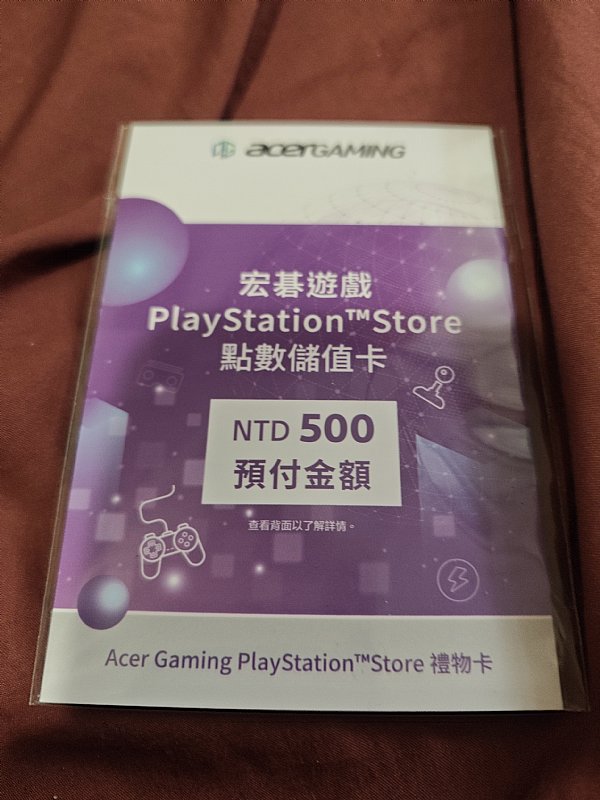 acerGAMING
宏碁遊戲
PlayStation™Store
點數儲值卡
NTD 500
預付金額
查看背面以了解詳情。
Acer Gaming PlayStation™Store 禮物卡